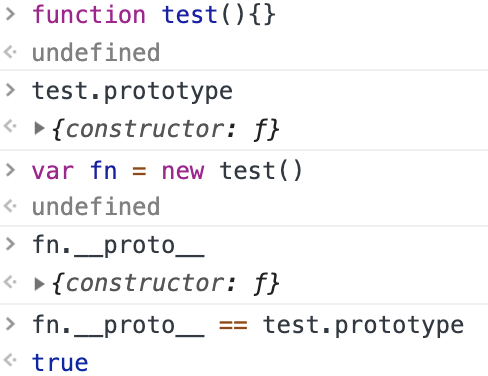 > function test(){}
<· undefined
> test.prototype
<· ▶{constructor: ƒ}
> var fn = new test()
<· undefined
> fn.__proto__
<· ▶{constructor: ƒ}
> fn.__proto__ == test.prototype
<· true